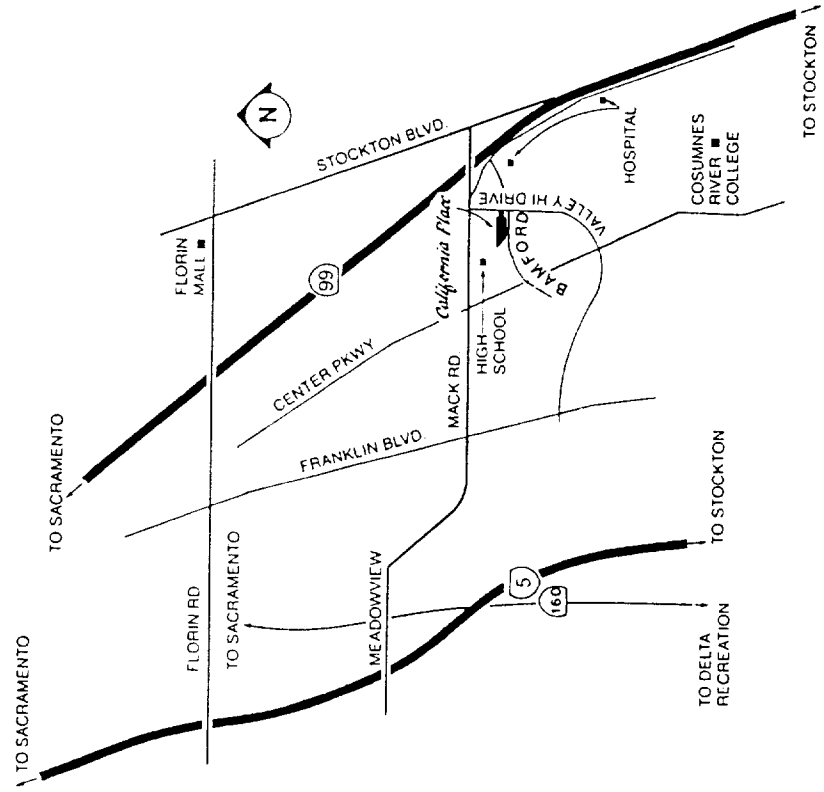 TO SACRAMENTO
TO SACRAMENTO
N
FLORIN
MALL
STOCKTON BLVD.
99
CENTER PKWY
FLORIN RD
TO SACRAMENTO
FRANKLIN BLVD.
California Place
MACK RD
MEADOWVIEW
HIGH
SCHOOL
VALLEY HI DRIVE
BAMFORD
HOSPITAL
5
160
COSUMNES
RIVER
COLLEGE
TO DELTA
RECREATION
TO STOCKTON
TO STOCKTON